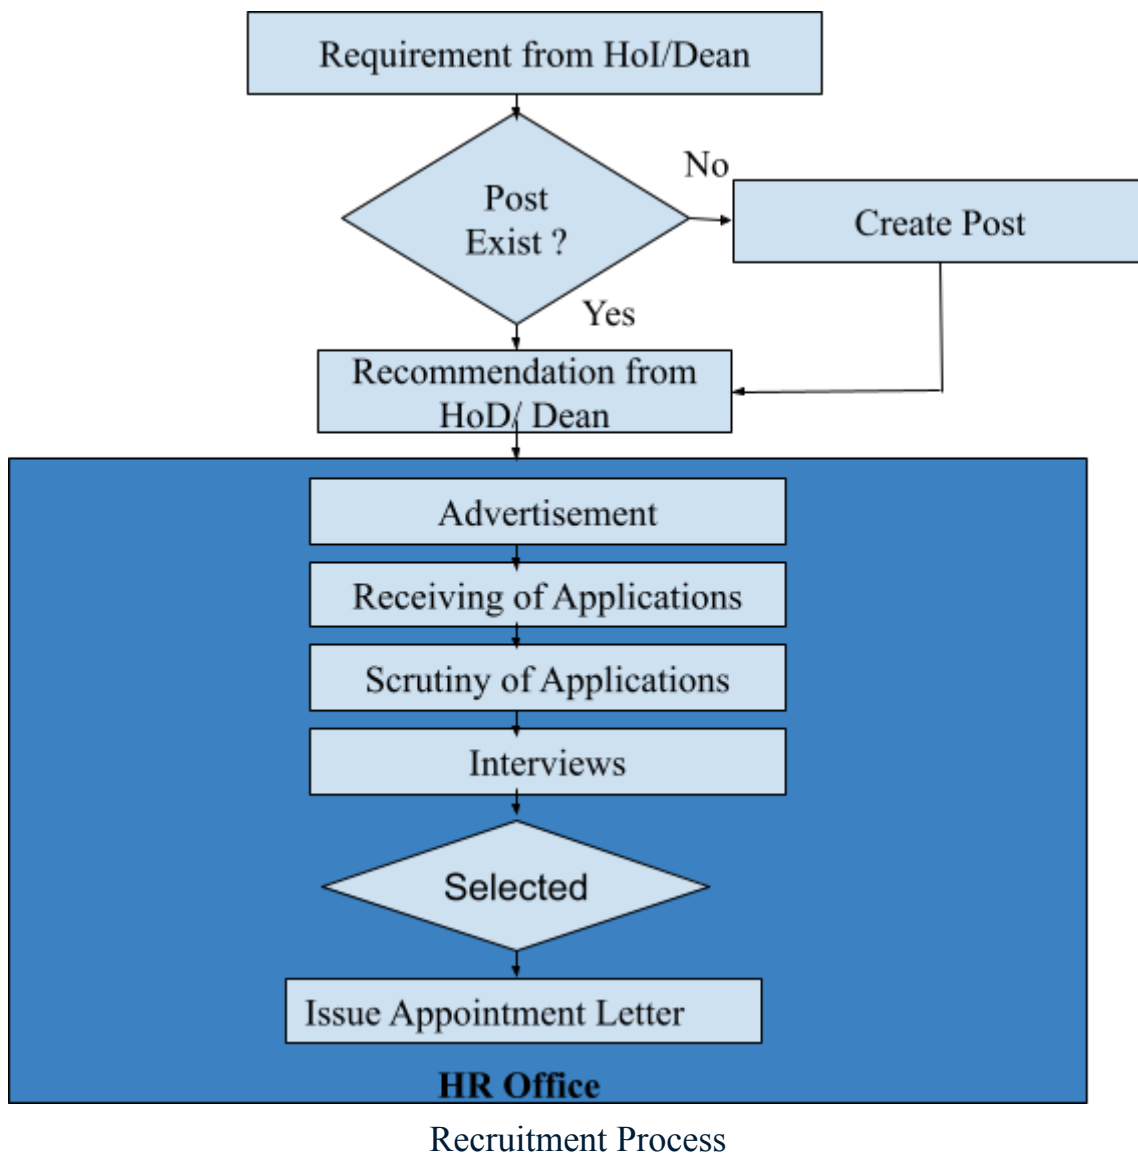 Requirement from HoI/Dean
Post
Exist ?
No
Create Post
Yes
Recommendation from
HoD/ Dean
Advertisement
Receiving of Applications
Scrutiny of Applications
Interviews
Selected
Issue Appointment Letter
HR Office
Recruitment Process